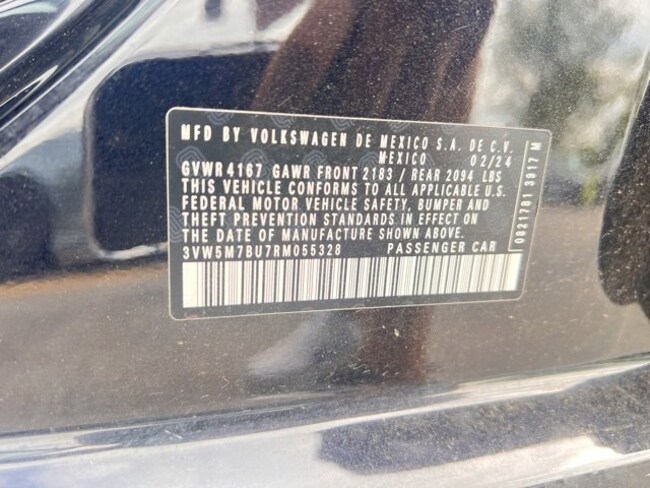 MFD BY VOLKSWAGEN DE MEXICO S.A. DE C.V.
MEXICO 02/24
GVWR 4167 GAWR FRONT 2183 / REAR 2094 LBS
THIS VEHICLE CONFORMS TO ALL APPLICABLE U.S.
FEDERAL MOTOR VEHICLE SAFETY, BUMPER AND
THEFT PREVENTION STANDARDS IN EFFECT ON
THE DATE OF MANUFACTURE SHOWN ABOVE.
3VW5M7BU7RM055328 PASSENGER CAR
0821781 3917 M